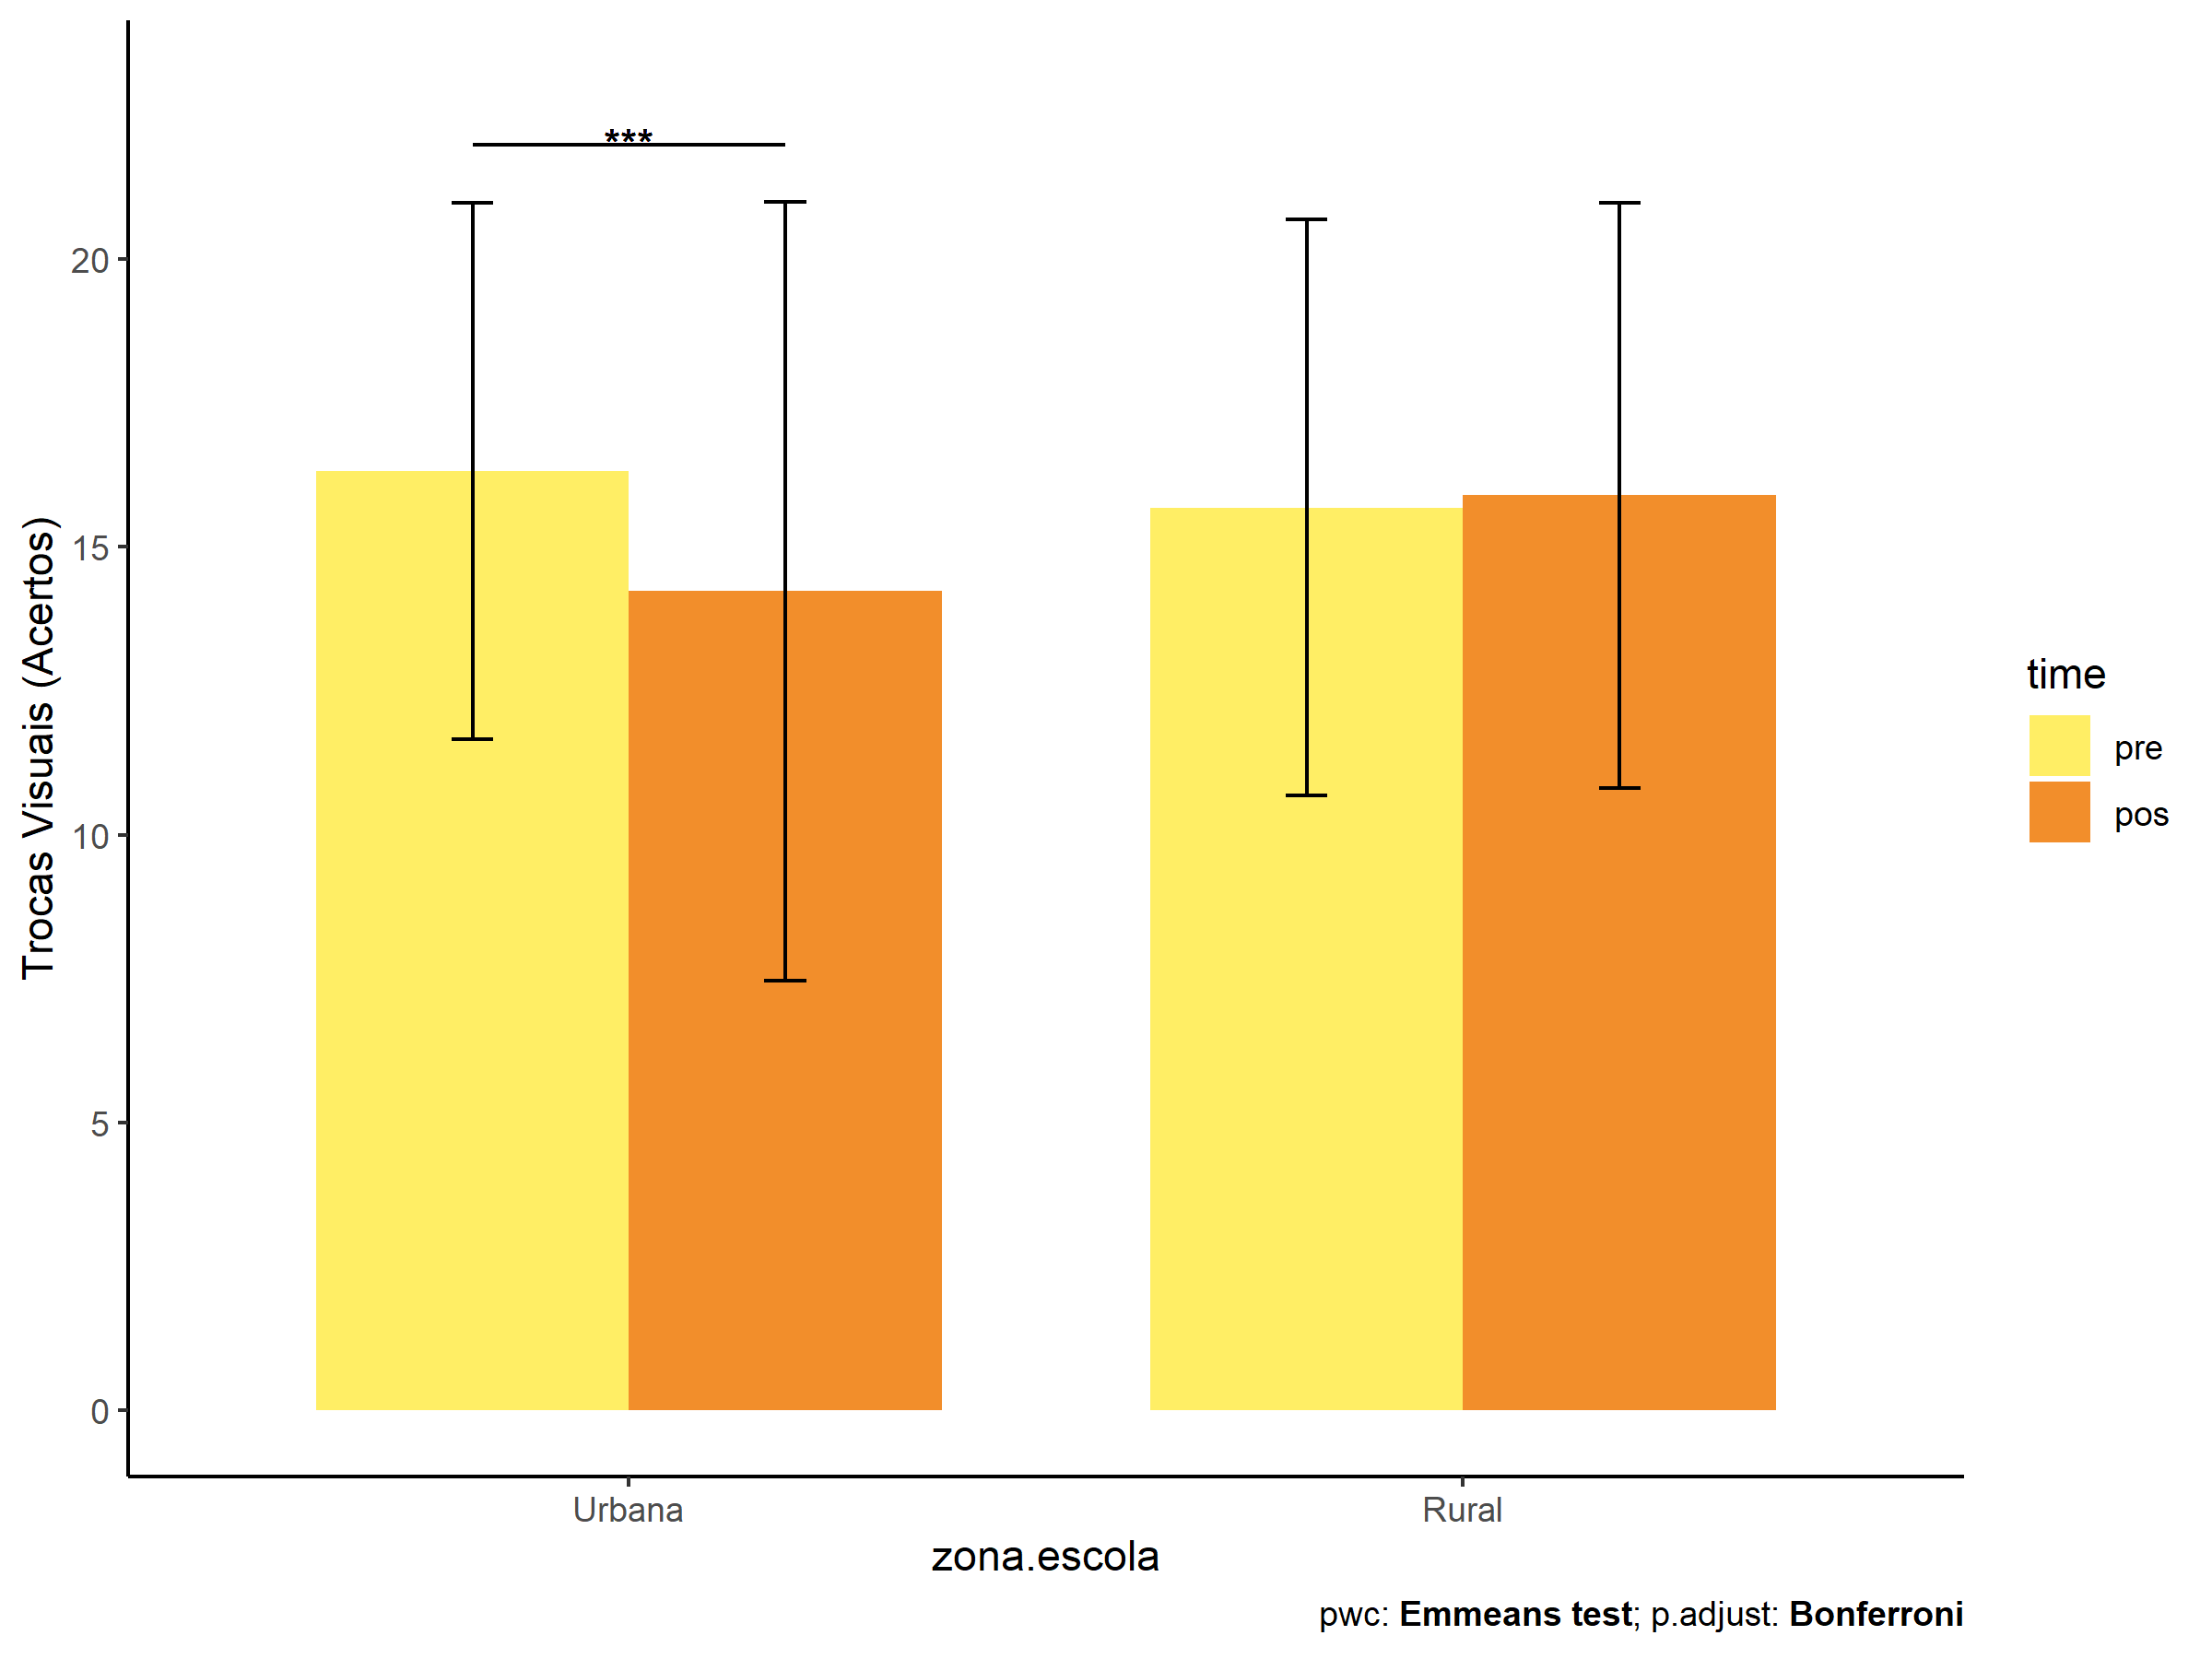 ***
20
15
10
5
0
Trocas Visuais (Acertos)
Urbana
Rural
zona.escola
time
pre
pos
pwc: Emmeans test; p.adjust: Bonferroni